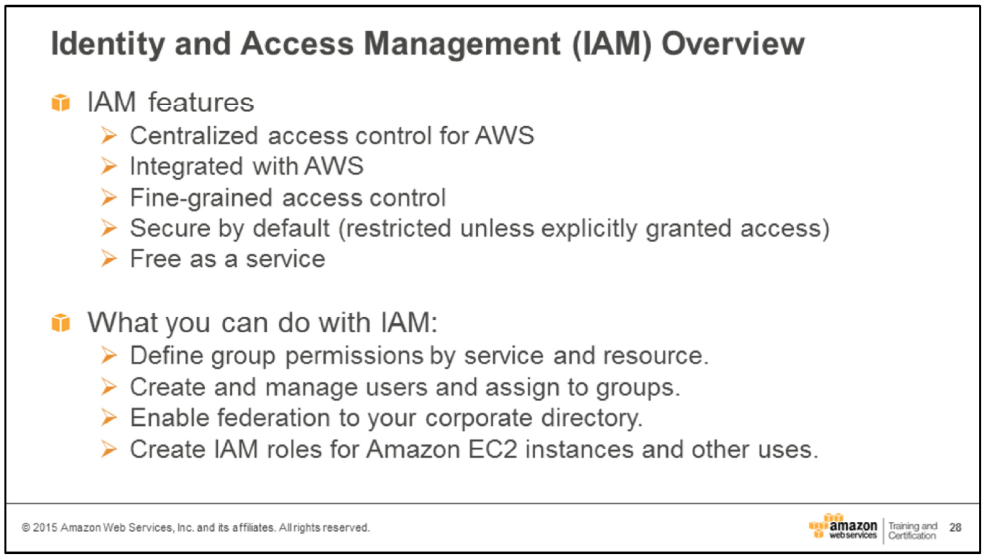 Identity and Access Management (IAM) Overview
IAM features
Centralized access control for AWS
Integrated with AWS
Fine-grained access control
Secure by default (restricted unless explicitly granted access)
Free as a service
What you can do with IAM:
Define group permissions by service and resource.
Create and manage users and assign to groups.
Enable federation to your corporate directory.
Create IAM roles for Amazon EC2 instances and other uses.
© 2015 Amazon Web Services, Inc. and its affiliates. All rights reserved.
amazon
web services
Training and
Certification
28